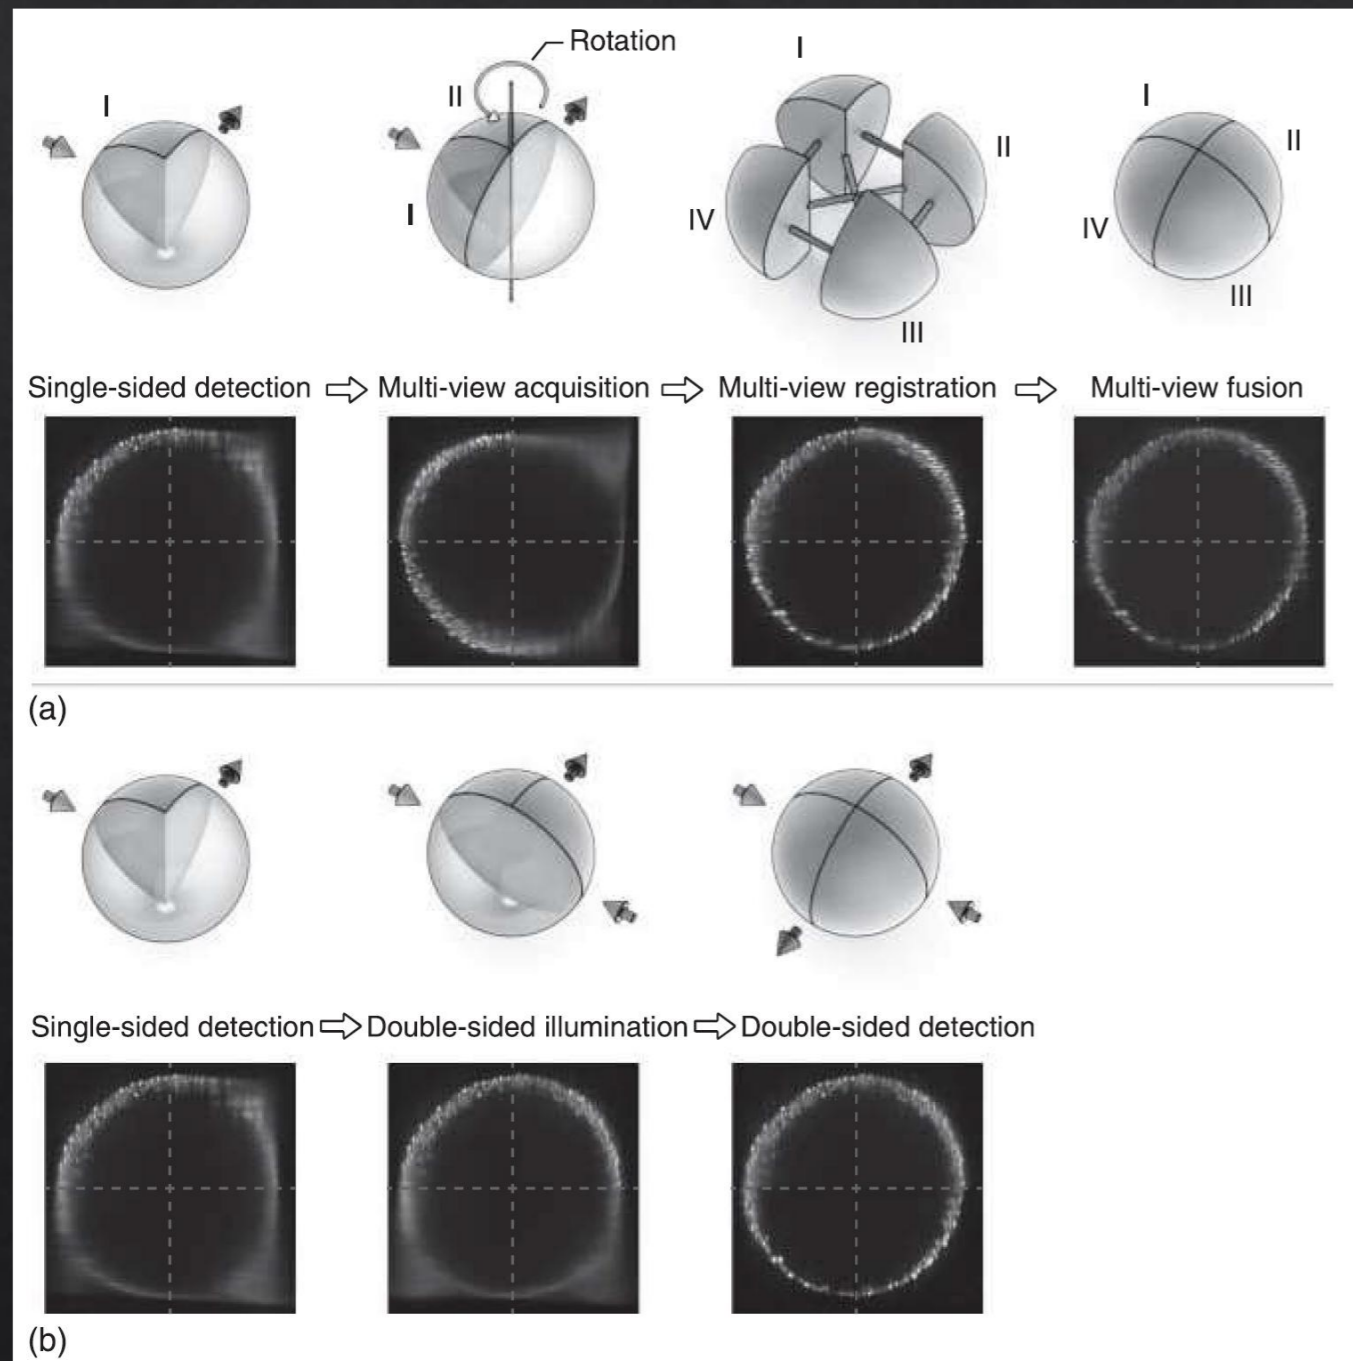 Rotation
I
II
I
I
II
III
IV
I
II
III
IV
Single-sided detection
Multi-view acquisition
Multi-view registration
Multi-view fusion
(a)
Single-sided detection
Double-sided illumination
Double-sided detection
(b)